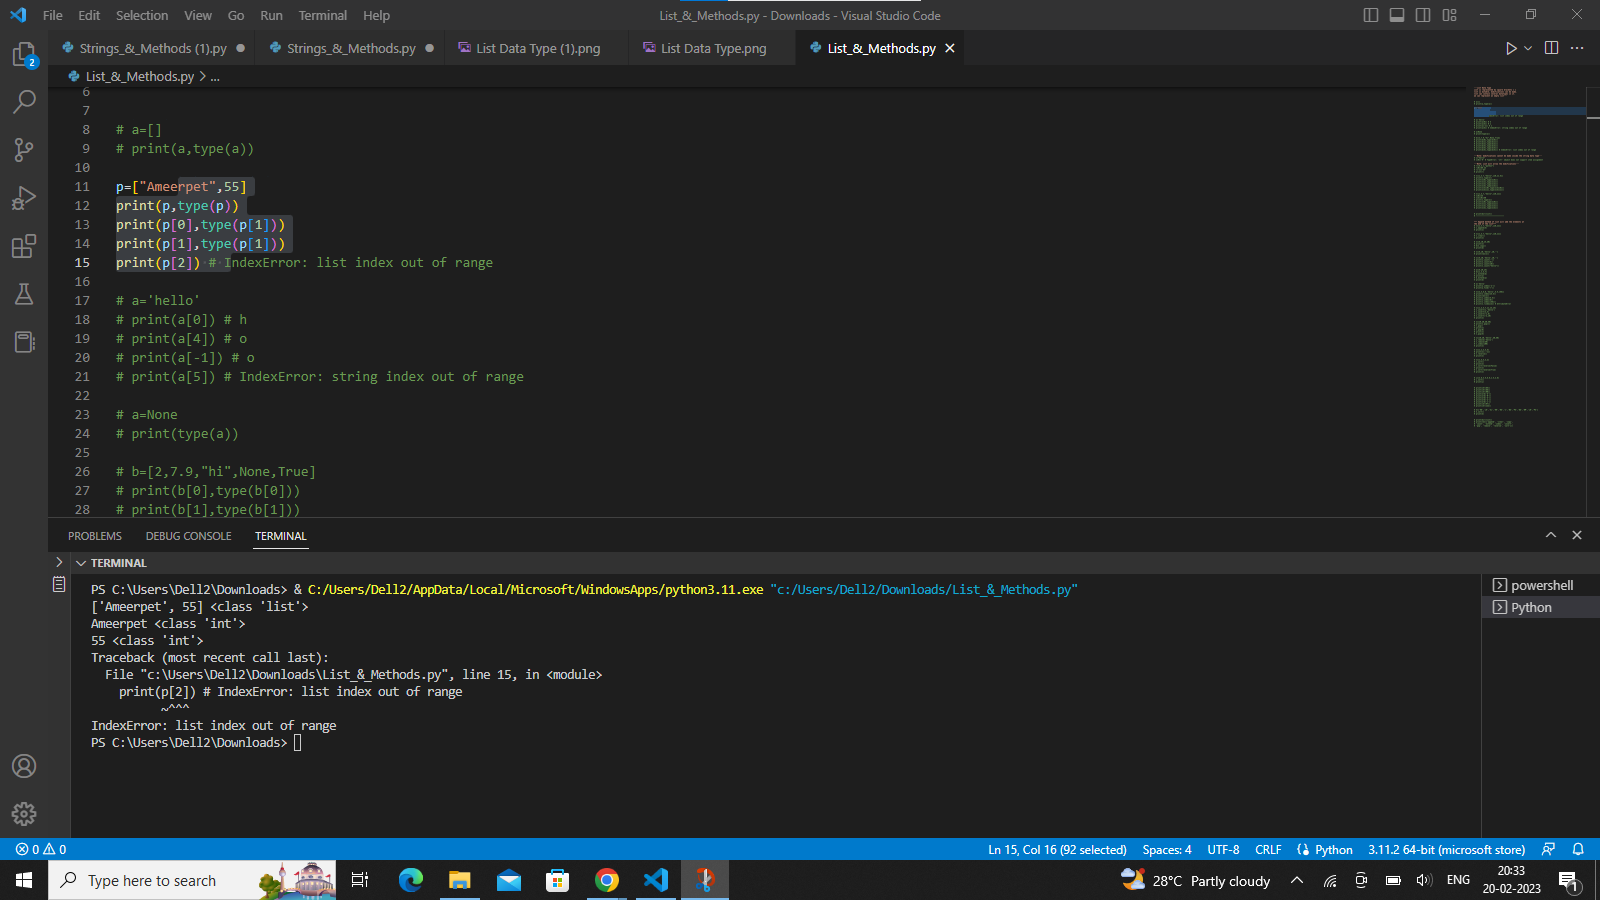 File Edit Selection View Go Run Terminal Help
List_&_Methods.py - Downloads - Visual Studio Code
Strings_&_Methods (1).py
Strings_&_Methods.py
List Data Type (1).png
List Data Type.png
List_&_Methods.py
List_&_Methods.py > ...
2
6
7
8 # a=[]
9 # print(a,type(a))
10
11 p=["Ameerpet",55]
12 print(p,type(p))
13 print(p[0],type(p[1]))
14 print(p[1],type(p[1]))
15 print(p[2]) # IndexError: list index out of range
16
17 # a='hello'
18 # print(a[0]) # h
19 # print(a[4]) # o
20 # print(a[-1]) # o
21 # print(a[5]) # IndexError: string index out of range
22
23 # a=None
24 # print(type(a))
25
26 # b=[2,7.9,"hi",None,True]
27 # print(b[0],type(b[0]))
28 # print(b[1],type(b[1]))
PROBLEMS DEBUG CONSOLE TERMINAL
TERMINAL
PS C:\Users\Dell2\Downloads> & C:/Users/Dell2/AppData/Local/Microsoft/WindowsApps/python3.11.exe "c:/Users/Dell2/Downloads/List_&_Methods.py"
['Ameerpet', 55] <class 'list'>
Ameerpet <class 'int'>
55 <class 'int'>
Traceback (most recent call last):
File "c:\Users\Dell2\Downloads\List_&_Methods.py", line 15, in <module>
print(p[2]) # IndexError: list index out of range
~^^^
IndexError: list index out of range
PS C:\Users\Dell2\Downloads>
powershell
Python
0 0
Ln 15, Col 16 (92 selected) Spaces: 4 UTF-8 CRLF Python 3.11.2 64-bit (microsoft store)
Type here to search
28°C Partly cloudy
ENG
20:33
20-02-2023
1